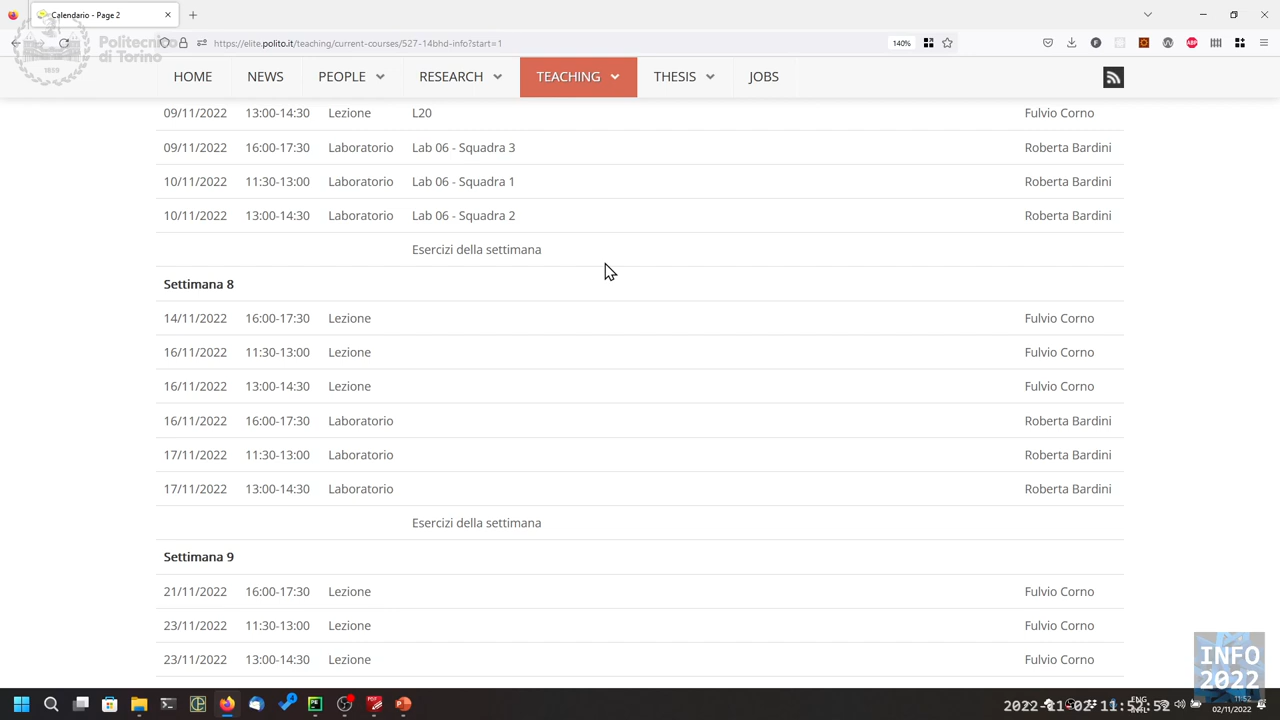 Calendario - Page 2
Politecnico
di Torino
1859
https://elite.polito.it/teaching/current-courses/527-14bhd-info?start=1
140%
HOME NEWS PEOPLE RESEARCH TEACHING THESIS JOBS
09/11/2022 13:00-14:30 Lezione L20 Fulvio Corno
09/11/2022 16:00-17:30 Laboratorio Lab 06 - Squadra 3 Roberta Bardini
10/11/2022 11:30-13:00 Laboratorio Lab 06 - Squadra 1 Roberta Bardini
10/11/2022 13:00-14:30 Laboratorio Lab 06 - Squadra 2 Roberta Bardini
Esercizi della settimana
Settimana 8
14/11/2022 16:00-17:30 Lezione Fulvio Corno
16/11/2022 11:30-13:00 Lezione Fulvio Corno
16/11/2022 13:00-14:30 Lezione Fulvio Corno
16/11/2022 16:00-17:30 Laboratorio Roberta Bardini
17/11/2022 11:30-13:00 Laboratorio Roberta Bardini
17/11/2022 13:00-14:30 Laboratorio Roberta Bardini
Esercizi della settimana
Settimana 9
21/11/2022 16:00-17:30 Lezione Fulvio Corno
23/11/2022 11:30-13:00 Lezione Fulvio Corno
23/11/2022 13:00-14:30 Lezione Fulvio Corno
INFO
2022
ENG
11:52
02/11/2022